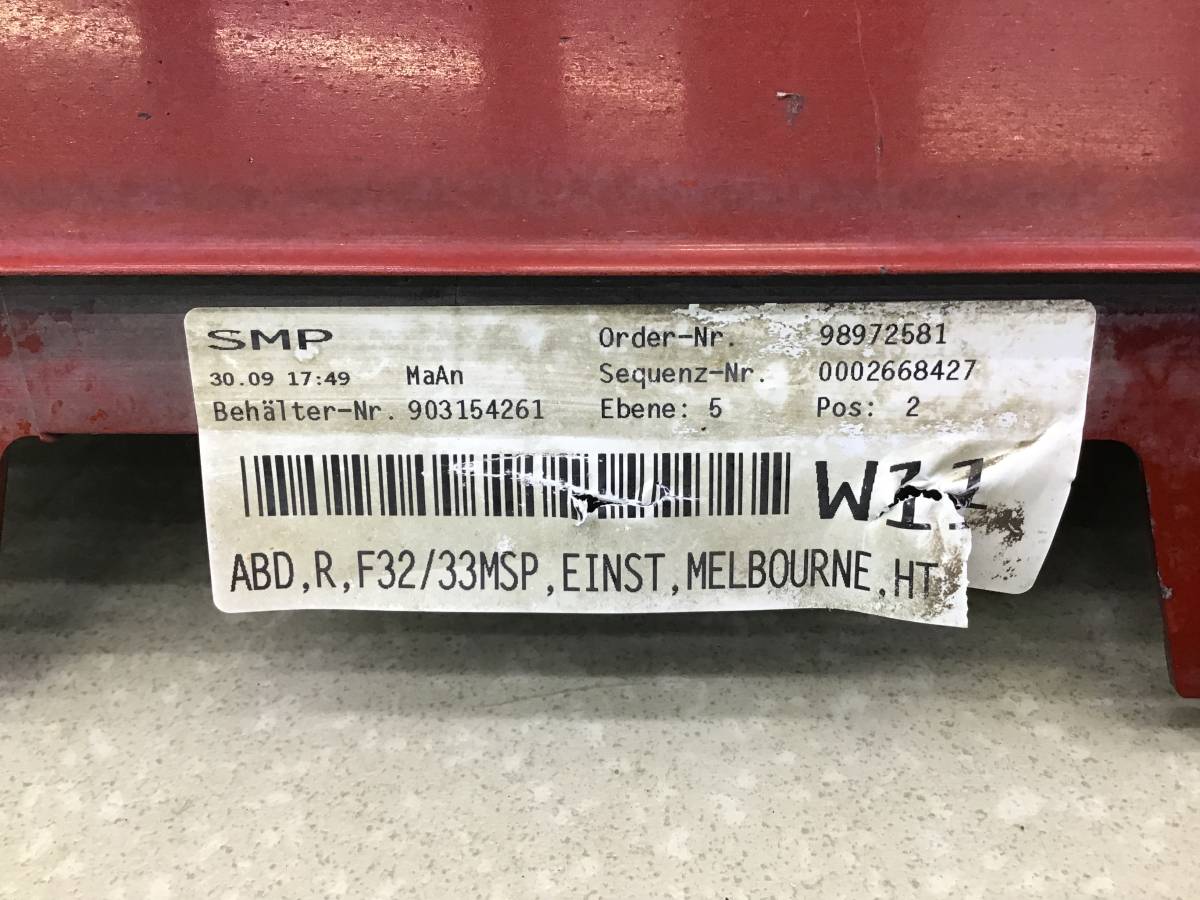 SMP Order-Nr. 98972581
30.09 17:49 MaAn Sequenz-Nr. 0002668427
Behälter-Nr. 903154261 Ebene: 5 Pos: 2
W11
ABD,R,F32/33MSP,EINST,MELBOURNE,HT